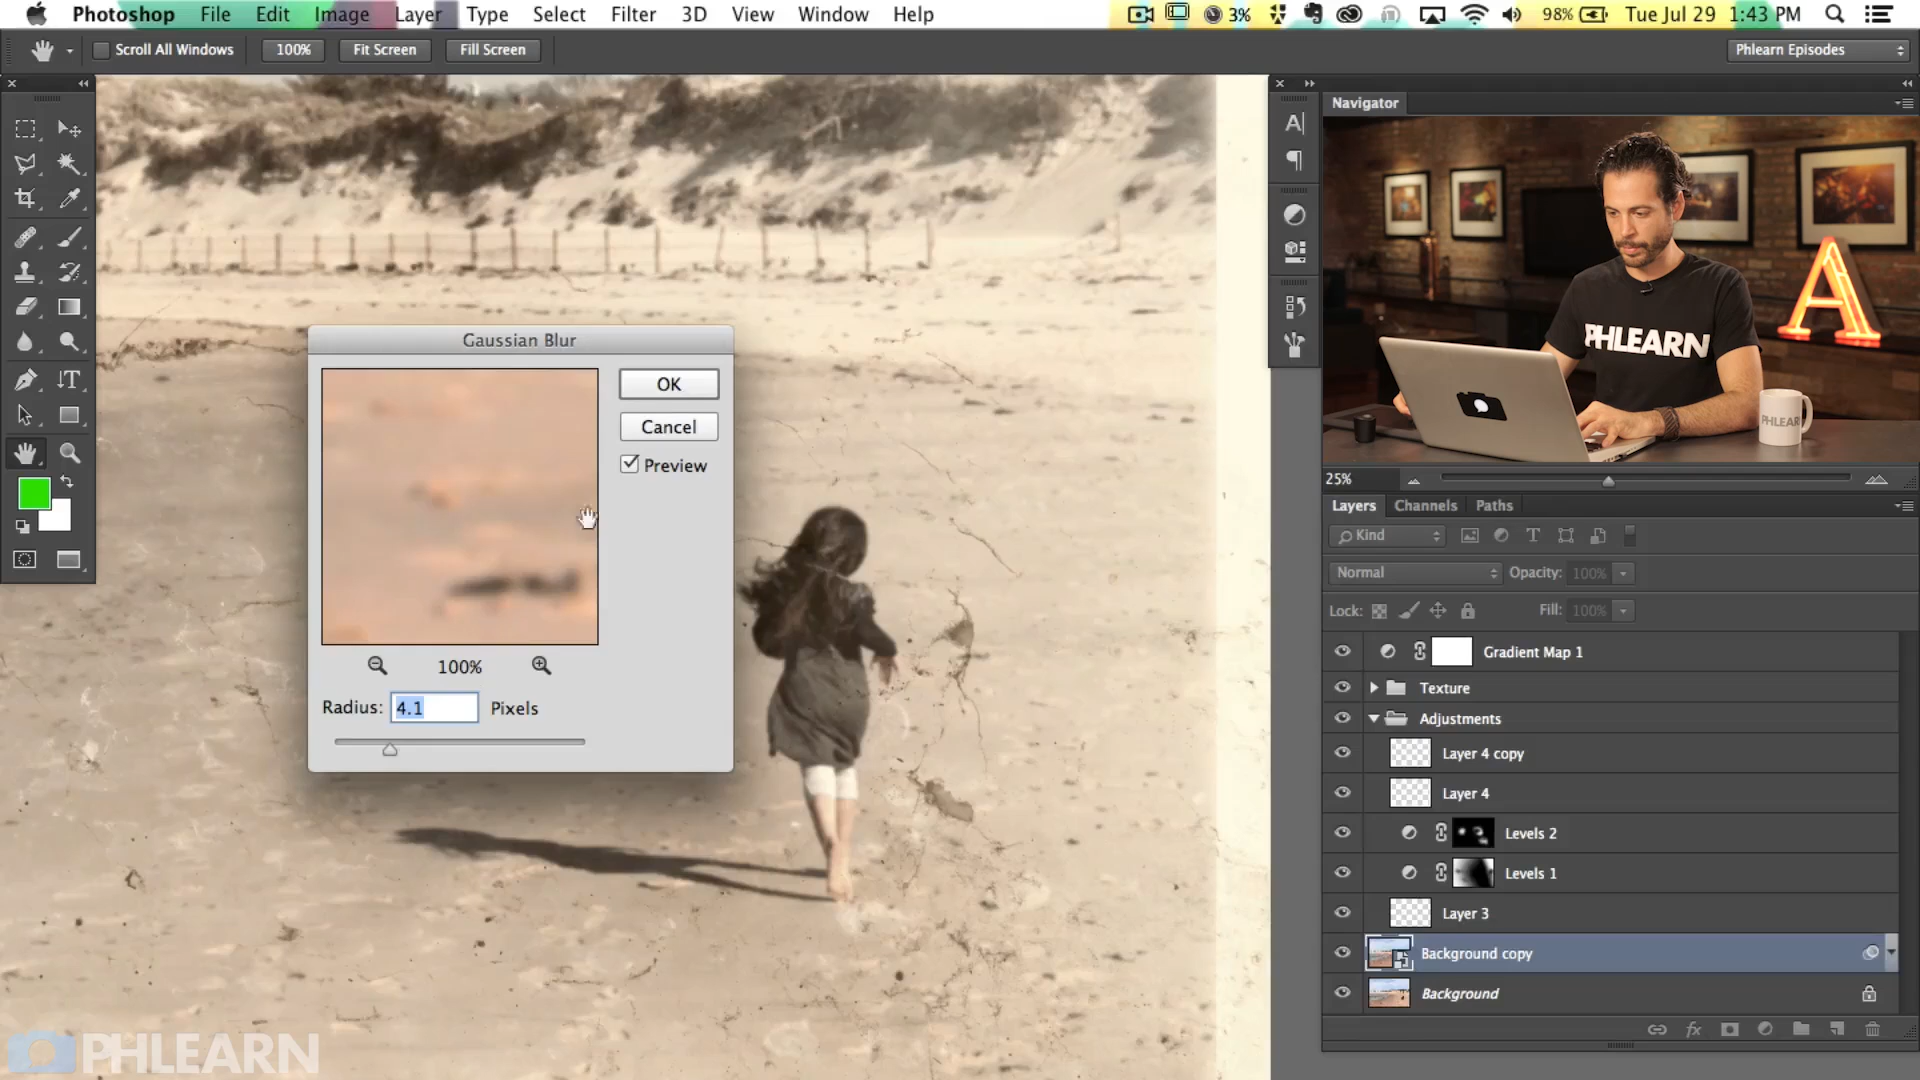 Photoshop File Edit Image Layer Type Select Filter 3D View Window Help 3% 98% Tue Jul 29 1:43 PM
Scroll All Windows 100% Fit Screen Fill Screen Phlearn Episodes
Navigator
A
PHLEARN
PHLEARN
25%
Gaussian Blur
OK
Cancel
Preview
100%
Radius: 4.1 Pixels
Layers Channels Paths
Kind
Normal Opacity: 100%
Lock: Fill: 100%
Gradient Map 1
Texture
Adjustments
Layer 4 copy
Layer 4
Levels 2
Levels 1
Layer 3
Background copy
Background
PHLEARN